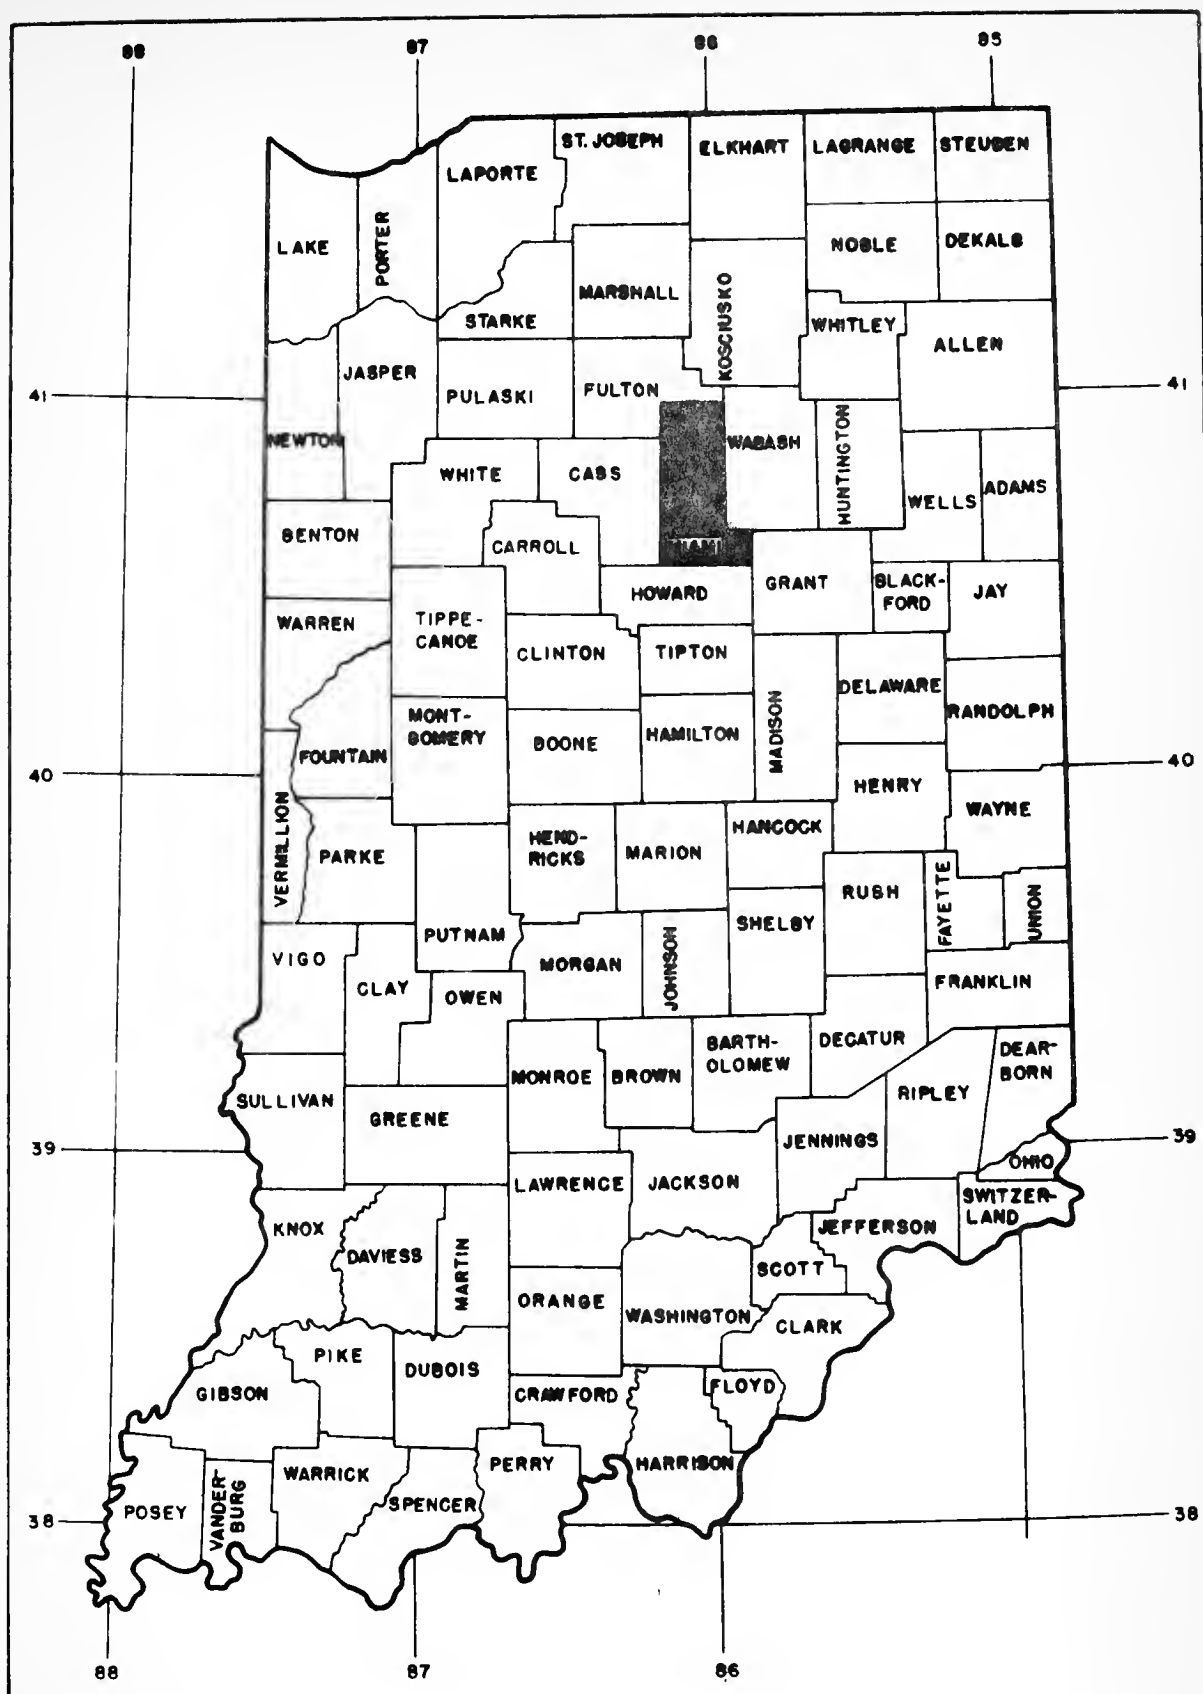 88 87 86 85
ST. JOSEPH ELKHART LAGRANGE STEUBEN
LAPORTE
LAKE PORTER NOBLE DEKALB
MARSHALL KOSCIUSKO
STARKE WHITLEY ALLEN
JASPER PULASKI FULTON
41 41
NEWTON WABASH HUNTINGTON
WHITE CASS WELLS ADAMS
BENTON CARROLL MIAMI
HOWARD GRANT BLACK-
FORD JAY
WARREN TIPPE-
CANOE CLINTON TIPTON
DELAWARE
MONT-
GOMERY BOONE HAMILTON MADISON RANDOLPH
FOUNTAIN
40 40
HENRY WAYNE
VERMILLION PARKE HEND-
RICKS MARION HANCOCK
RUSH FAYETTE UNION
PUTNAM SHELBY
VIGO MORGAN JOHNSON
CLAY OWEN FRANKLIN
MONROE BROWN BARTH-
OLOMEW DECATUR DEAR-
BORN
SULLIVAN GREENE RIPLEY
JENNINGS
39 39
OHIO
LAWRENCE JACKSON SWITZER-
LAND
KNOX DAVIESS MARTIN JEFFERSON
SCOTT
ORANGE WASHINGTON CLARK
PIKE DUBOIS
GIBSON CRAWFORD FLOYD
WARRICK PERRY HARRISON
POSEY VANDER-
BURG SPENCER
38 38
88 87 86